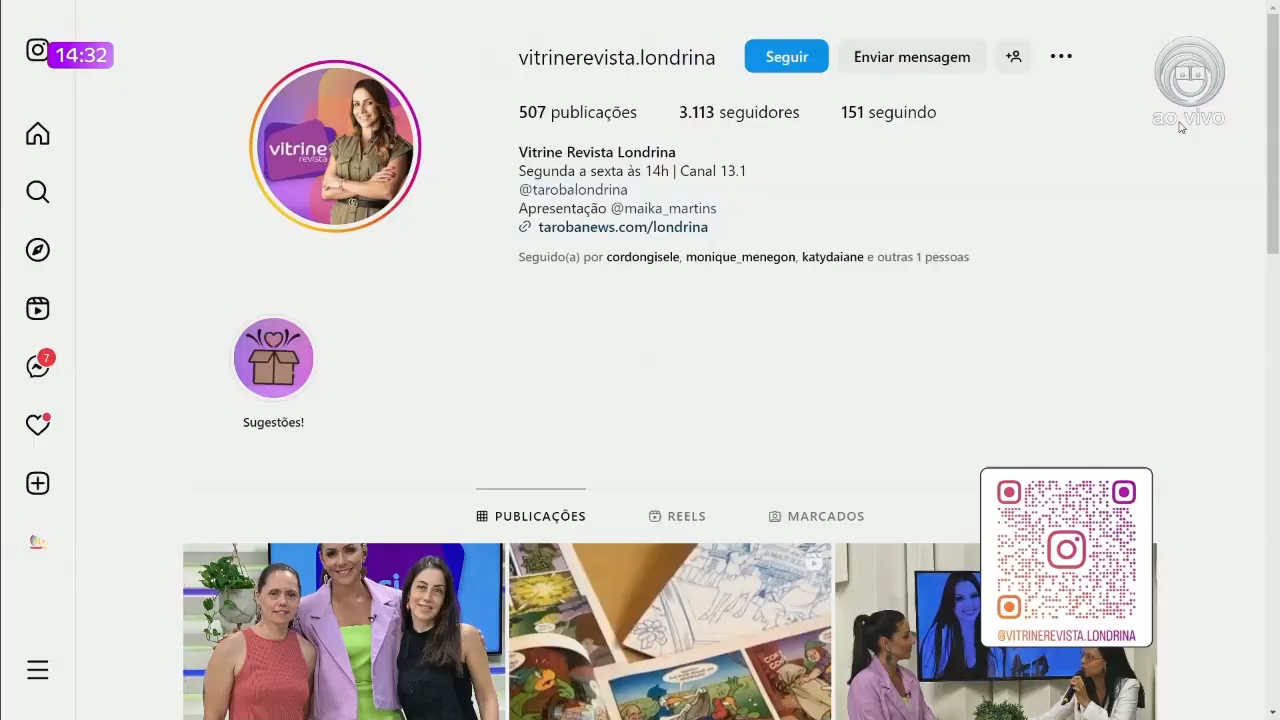 14:32
vitrinerevista.londrina
Seguir
Enviar mensagem
ao vivo
507 publicações 3.113 seguidores 151 seguindo
vitrine
revista
Vitrine Revista Londrina
Segunda a sexta às 14h | Canal 13.1
@tarobalondrina
Apresentação @maika_martins
tarobanews.com/londrina
Seguido(a) por cordongisele, monique_menegon, katydaiane e outras 1 pessoas
7
Sugestões!
PUBLICAÇÕES
REELS
MARCADOS
@VITRINEREVISTA.LONDRINA